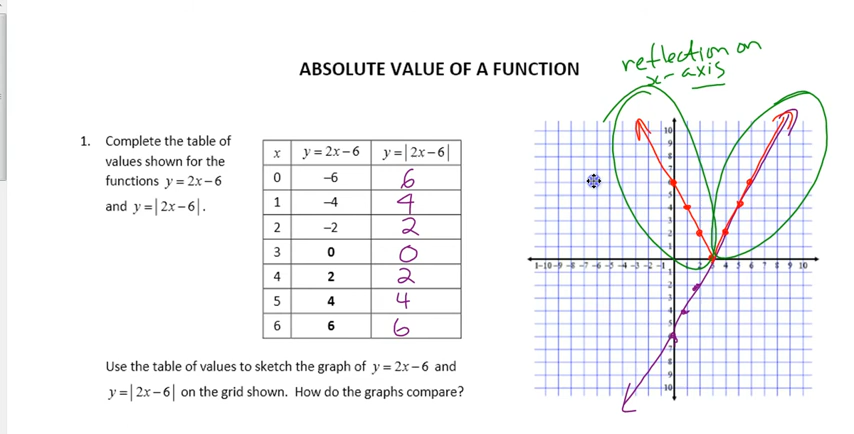 reflection on
x-axis
ABSOLUTE VALUE OF A FUNCTION
1. Complete the table of
values shown for the
functions y = 2x – 6
and y = | 2x – 6 | .
x y = 2x – 6 y = | 2x – 6 |
0 –6 6
1 –4 4
2 –2 2
3 0 0
4 2 2
5 4 4
6 6 6
Use the table of values to sketch the graph of y = 2x – 6 and
y = | 2x – 6 | on the grid shown. How do the graphs compare?